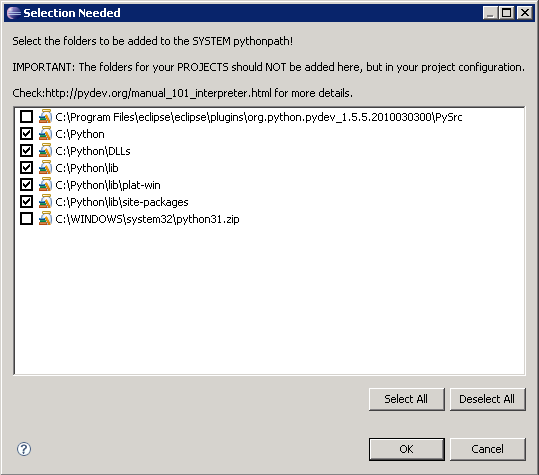 Selection Needed
Select the folders to be added to the SYSTEM pythonpath!
IMPORTANT: The folders for your PROJECTS should NOT be added here, but in your project configuration.
Check:http://pydev.org/manual_101_interpreter.html for more details.
C:\Program Files\eclipse\eclipse\plugins\org.python.pydev_1.5.5.2010030300\PySrc
C:\Python
C:\Python\DLLs
C:\Python\lib
C:\Python\lib\plat-win
C:\Python\lib\site-packages
C:\WINDOWS\system32\python31.zip
Select All Deselect All
? OK Cancel